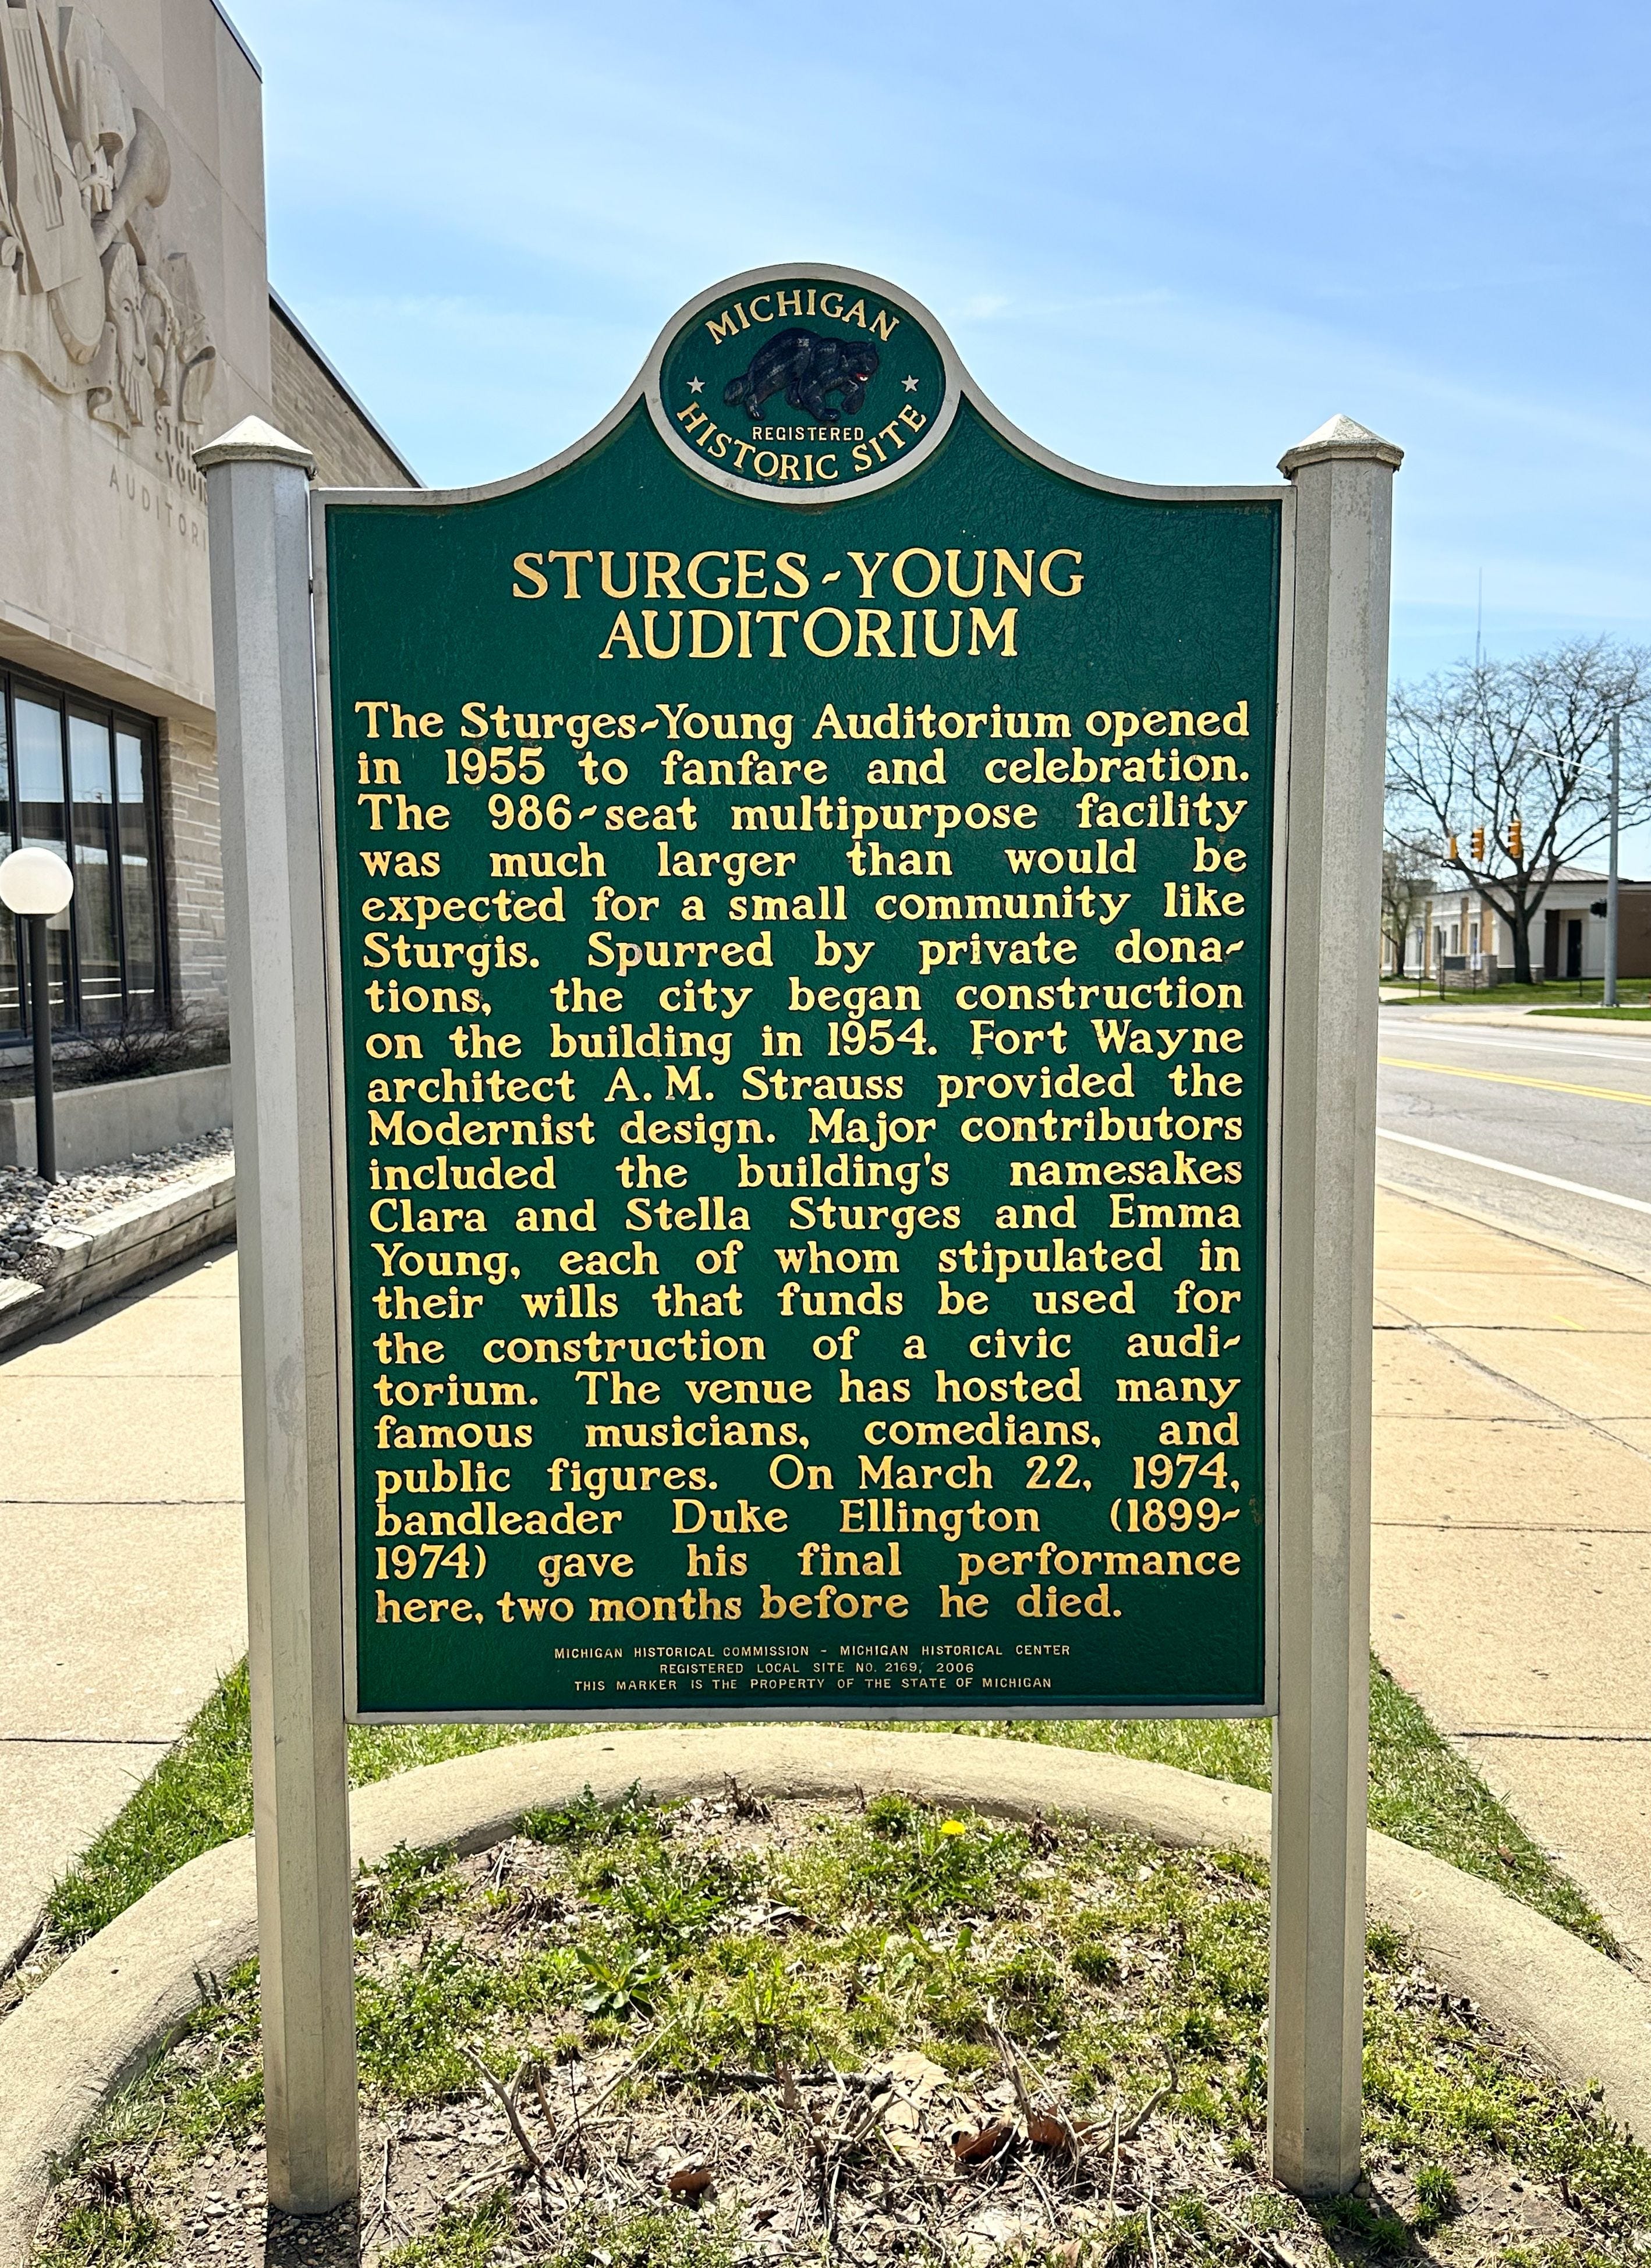 MICHIGAN
REGISTERED
HISTORIC SITE
STURGES-YOUNG
AUDITORIUM
The Sturges-Young Auditorium opened
in 1955 to fanfare and celebration.
The 986-seat multipurpose facility
was much larger than would be
expected for a small community like
Sturgis. Spurred by private dona-
tions, the city began construction
on the building in 1954. Fort Wayne
architect A. M. Strauss provided the
Modernist design. Major contributors
included the building's namesakes
Clara and Stella Sturges and Emma
Young, each of whom stipulated in
their wills that funds be used for
the construction of a civic audi-
torium. The venue has hosted many
famous musicians, comedians, and
public figures. On March 22, 1974,
bandleader Duke Ellington (1899-
1974) gave his final performance
here, two months before he died.
MICHIGAN HISTORICAL COMMISSION - MICHIGAN HISTORICAL CENTER
REGISTERED LOCAL SITE NO. 2169, 2006
THIS MARKER IS THE PROPERTY OF THE STATE OF MICHIGAN